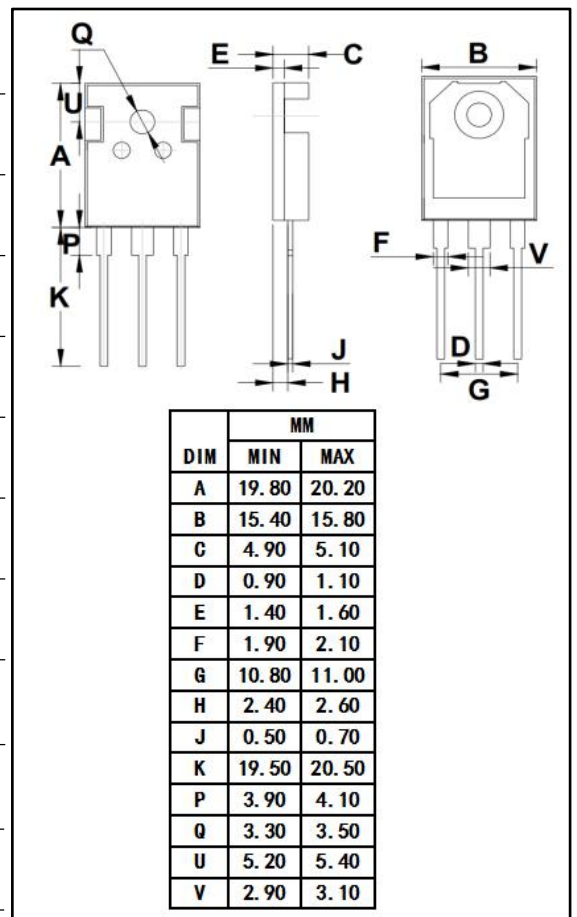 Q
E
C
B
U
A
P
K
F
V
J
D
H
G
MM
DIM MIN MAX
A 19.80 20.20
B 15.40 15.80
C 4.90 5.10
D 0.90 1.10
E 1.40 1.60
F 1.90 2.10
G 10.80 11.00
H 2.40 2.60
J 0.50 0.70
K 19.50 20.50
P 3.90 4.10
Q 3.30 3.50
U 5.20 5.40
V 2.90 3.10